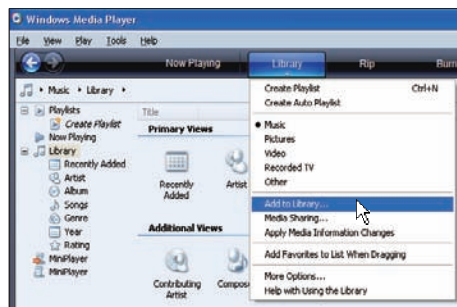 Windows Media Player
File View Play Tools Help
Now Playing Library Rip Burn
Music Library
Playlists
Create Playlist
Now Playing
Library
Recently Added
Artist
Album
Songs
Genre
Year
Rating
MiniPlayer
MiniPlayer
Title
Primary Views
Recently Added
Artist
Additional Views
Contributing Artist
Compos
Create Playlist Ctrl+N
Create Auto Playlist
Music
Pictures
Video
Recorded TV
Other
Add to Library...
Media Sharing...
Apply Media Information Changes
Add Favorites to List When Dragging
More Options...
Help with Using the Library